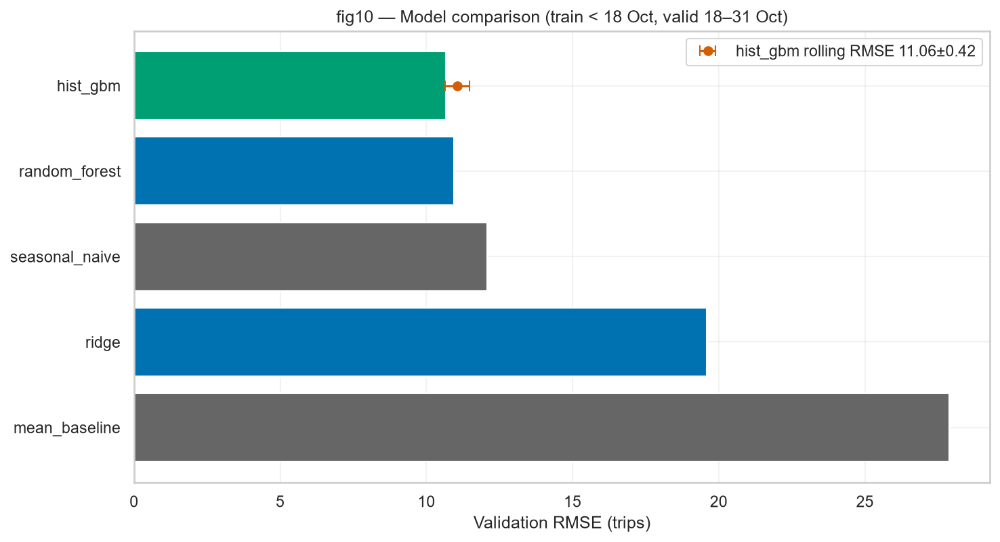 fig10 — Model comparison (train < 18 Oct, valid 18–31 Oct)
hist_gbm rolling RMSE 11.06±0.42
hist_gbm
random_forest
seasonal_naive
ridge
mean_baseline
0 5 10 15 20 25
Validation RMSE (trips)